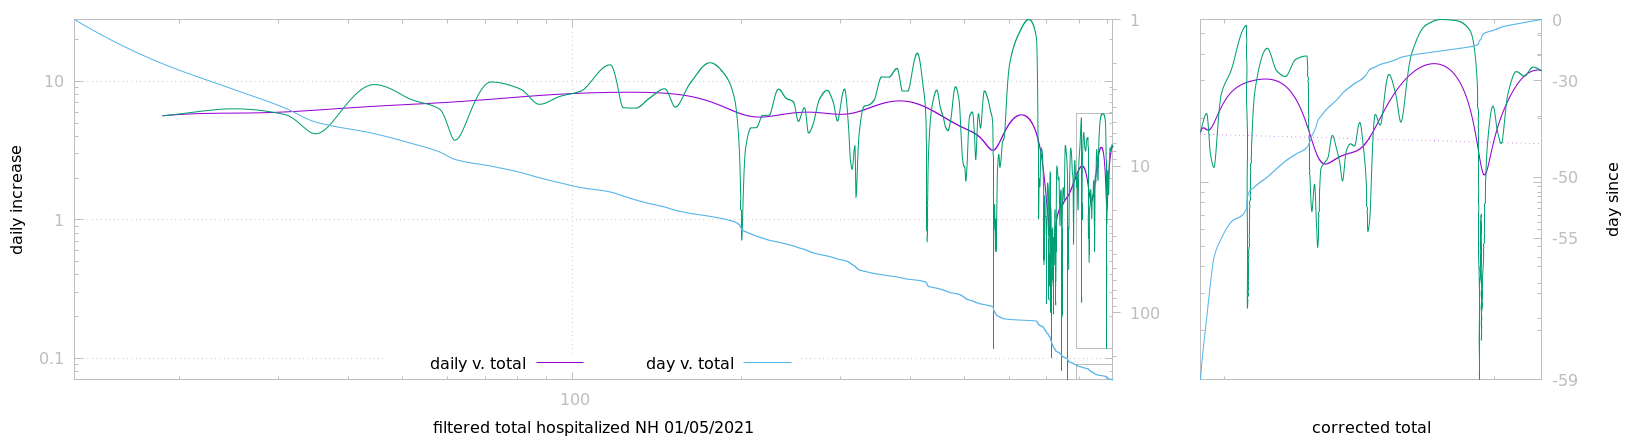 daily increase
10
1
0.1
daily v. total
day v. total
100
filtered total hospitalized NH 01/05/2021
1
10
100
0
-30
-50
-55
-59
day since
corrected total